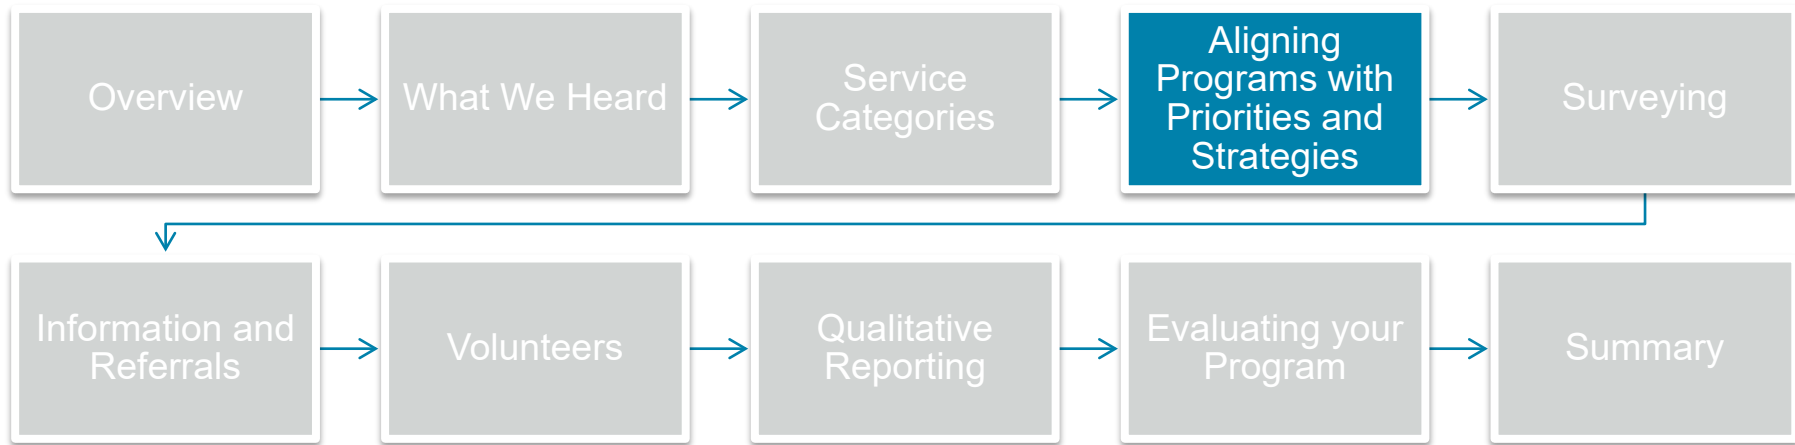 Overview
What We Heard
Service
Categories
Aligning
Programs with
Priorities and
Strategies
Surveying
Information and
Referrals
Volunteers
Qualitative
Reporting
Evaluating your
Program
Summary